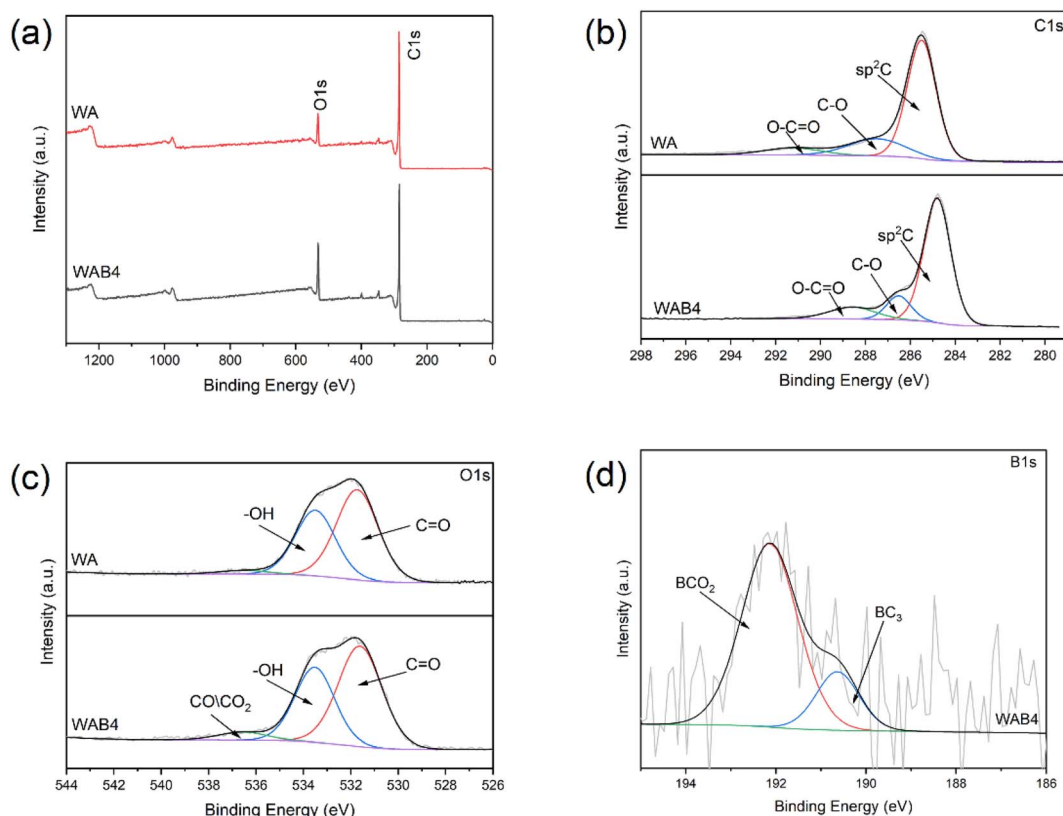 (a)
C1s
O1s
WA
WAB4
Intensity (a.u.)
1200 1000 800 600 400 200 0
Binding Energy (eV)
(b)
C1s
sp²C
C-O
O-C=O
WA
sp²C
C-O
O-C=O
WAB4
Intensity (a.u.)
298 296 294 292 290 288 286 284 282 280
Binding Energy (eV)
(c)
O1s
-OH
C=O
WA
-OH
C=O
CO\CO₂
WAB4
Intensity (a.u.)
544 542 540 538 536 534 532 530 528 526
Binding Energy (eV)
(d)
B1s
BCO₂
BC₃
WAB4
Intensity (a.u.)
194 192 190 188 186
Binding Energy (eV)